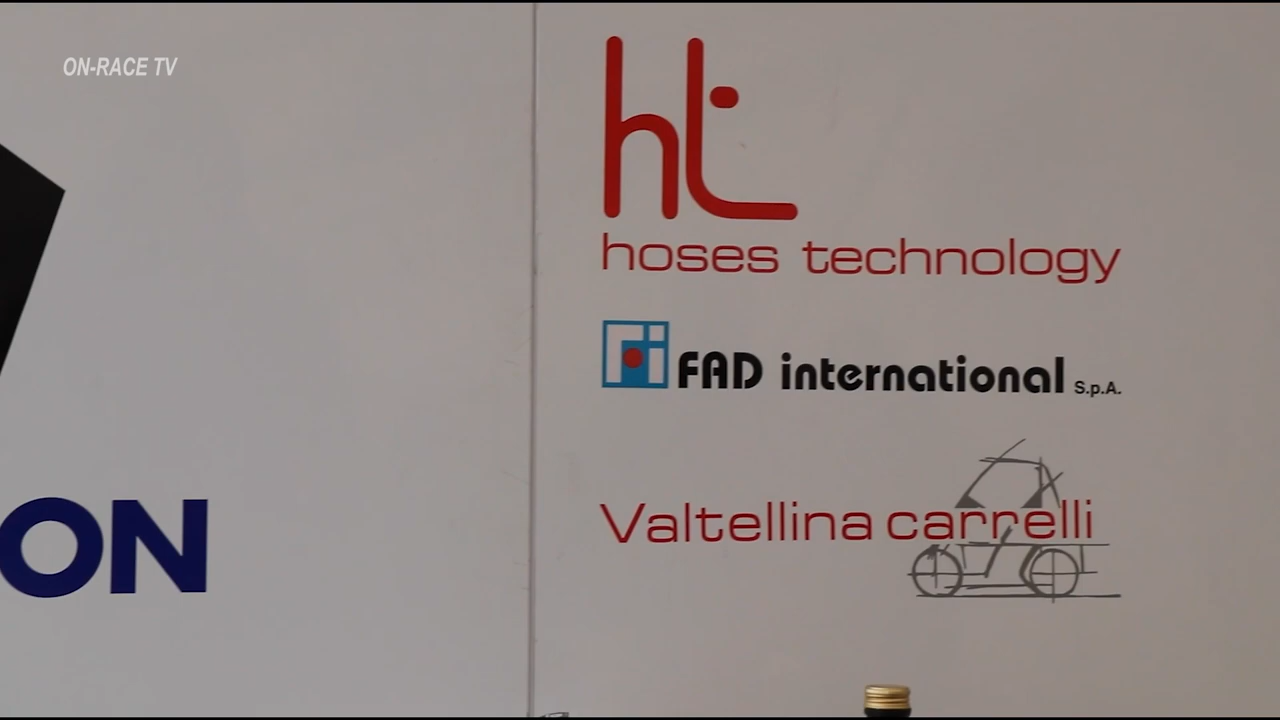 ON-RACE TV
ht
hoses technology
FAD international S.p.A.
Valtellina carrelli
ON